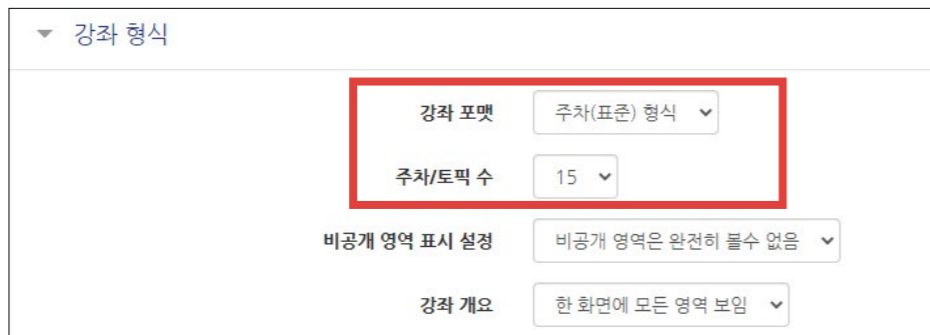 강좌 형식
강좌 포맷 주차(표준) 형식
주차/토픽 수 15
비공개 영역 표시 설정 비공개 영역은 완전히 볼수 없음
강좌 개요 한 화면에 모든 영역 보임